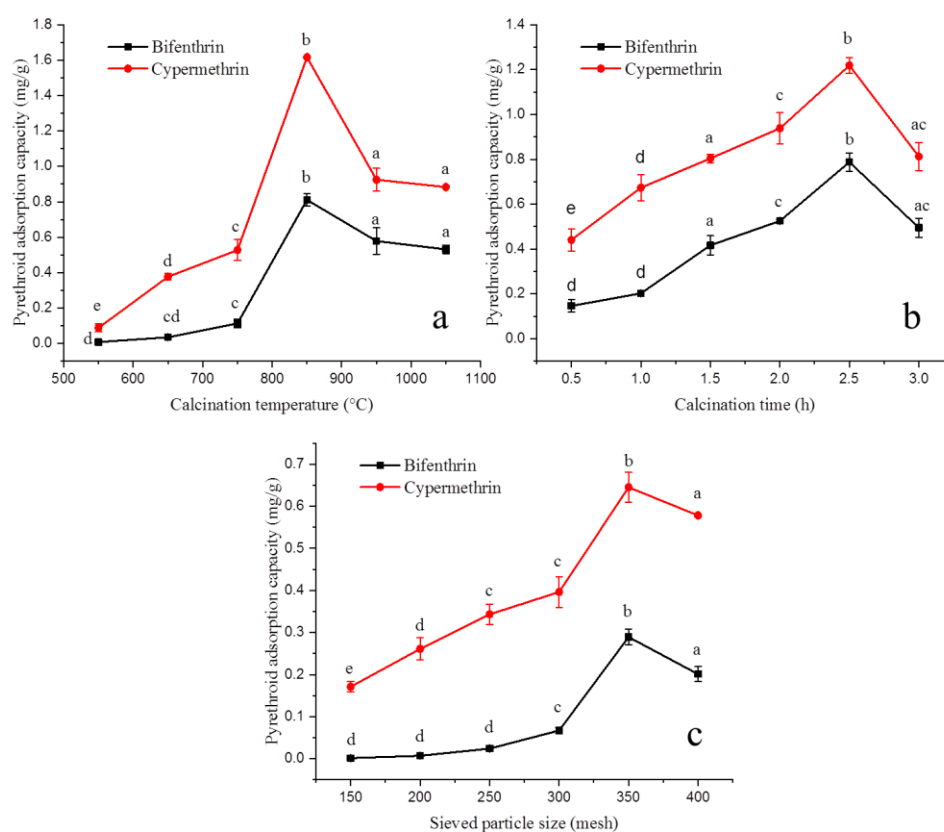 1.8
1.6
1.4
1.2
1.0
0.8
0.6
0.4
0.2
0.0
Pyrethroid adsorption capacity (mg/g)
Bifenthrin
Cypermethrin
b
a
a
c
d
e
b
a
a
c
cd
d
a
500 600 700 800 900 1000 1100
Calcination temperature (°C)
1.4
1.2
1.0
0.8
0.6
0.4
0.2
0.0
Pyrethroid adsorption capacity (mg/g)
Bifenthrin
Cypermethrin
b
c
a
ac
d
e
b
c
ac
a
d
d
b
0.5 1.0 1.5 2.0 2.5 3.0
Calcination time (h)
0.7
0.6
0.5
0.4
0.3
0.2
0.1
0.0
Pyrethroid adsorption capacity (mg/g)
Bifenthrin
Cypermethrin
b
a
c
c
d
e
b
a
c
d
d
d
c
150 200 250 300 350 400
Sieved particle size (mesh)